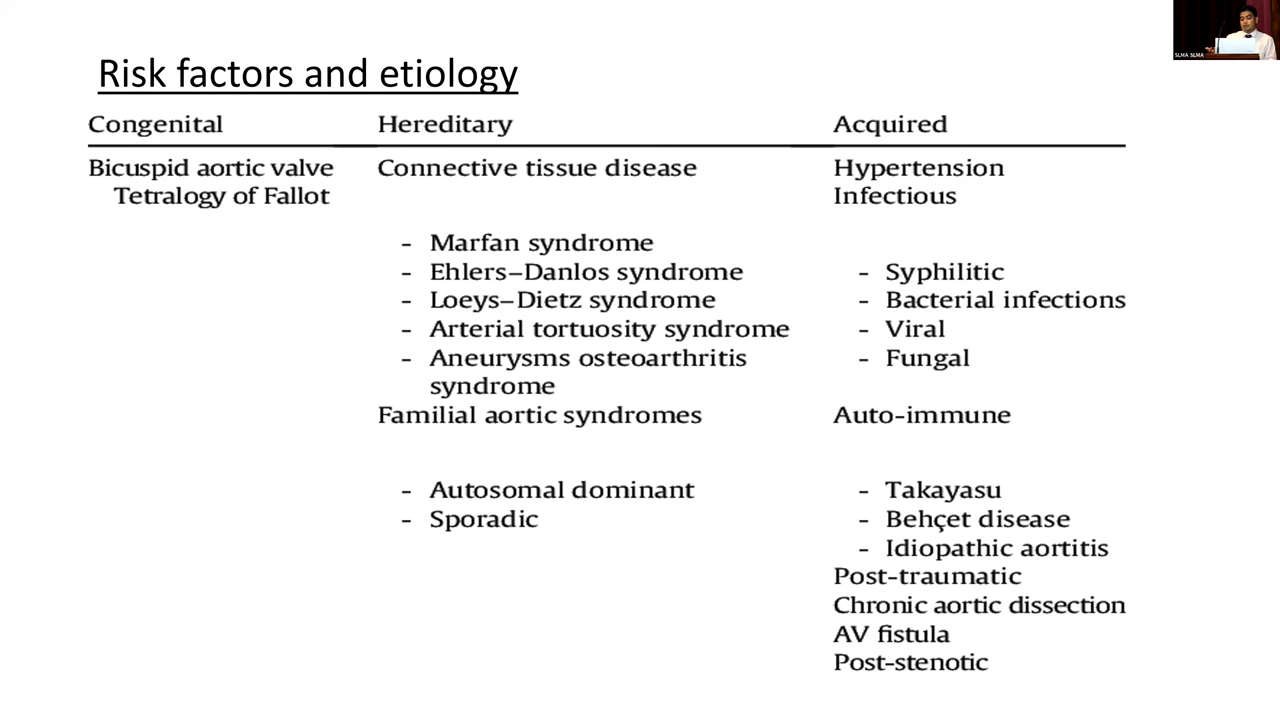 SLMA SLMA
Risk factors and etiology
Congenital Hereditary Acquired
Bicuspid aortic valve Connective tissue disease Hypertension
Tetralogy of Fallot Infectious
- Marfan syndrome
- Ehlers–Danlos syndrome - Syphilitic
- Loeys–Dietz syndrome - Bacterial infections
- Arterial tortuosity syndrome - Viral
- Aneurysms osteoarthritis - Fungal
syndrome
Familial aortic syndromes Auto-immune
- Autosomal dominant - Takayasu
- Sporadic - Behçet disease
- Idiopathic aortitis
Post-traumatic
Chronic aortic dissection
AV fistula
Post-stenotic